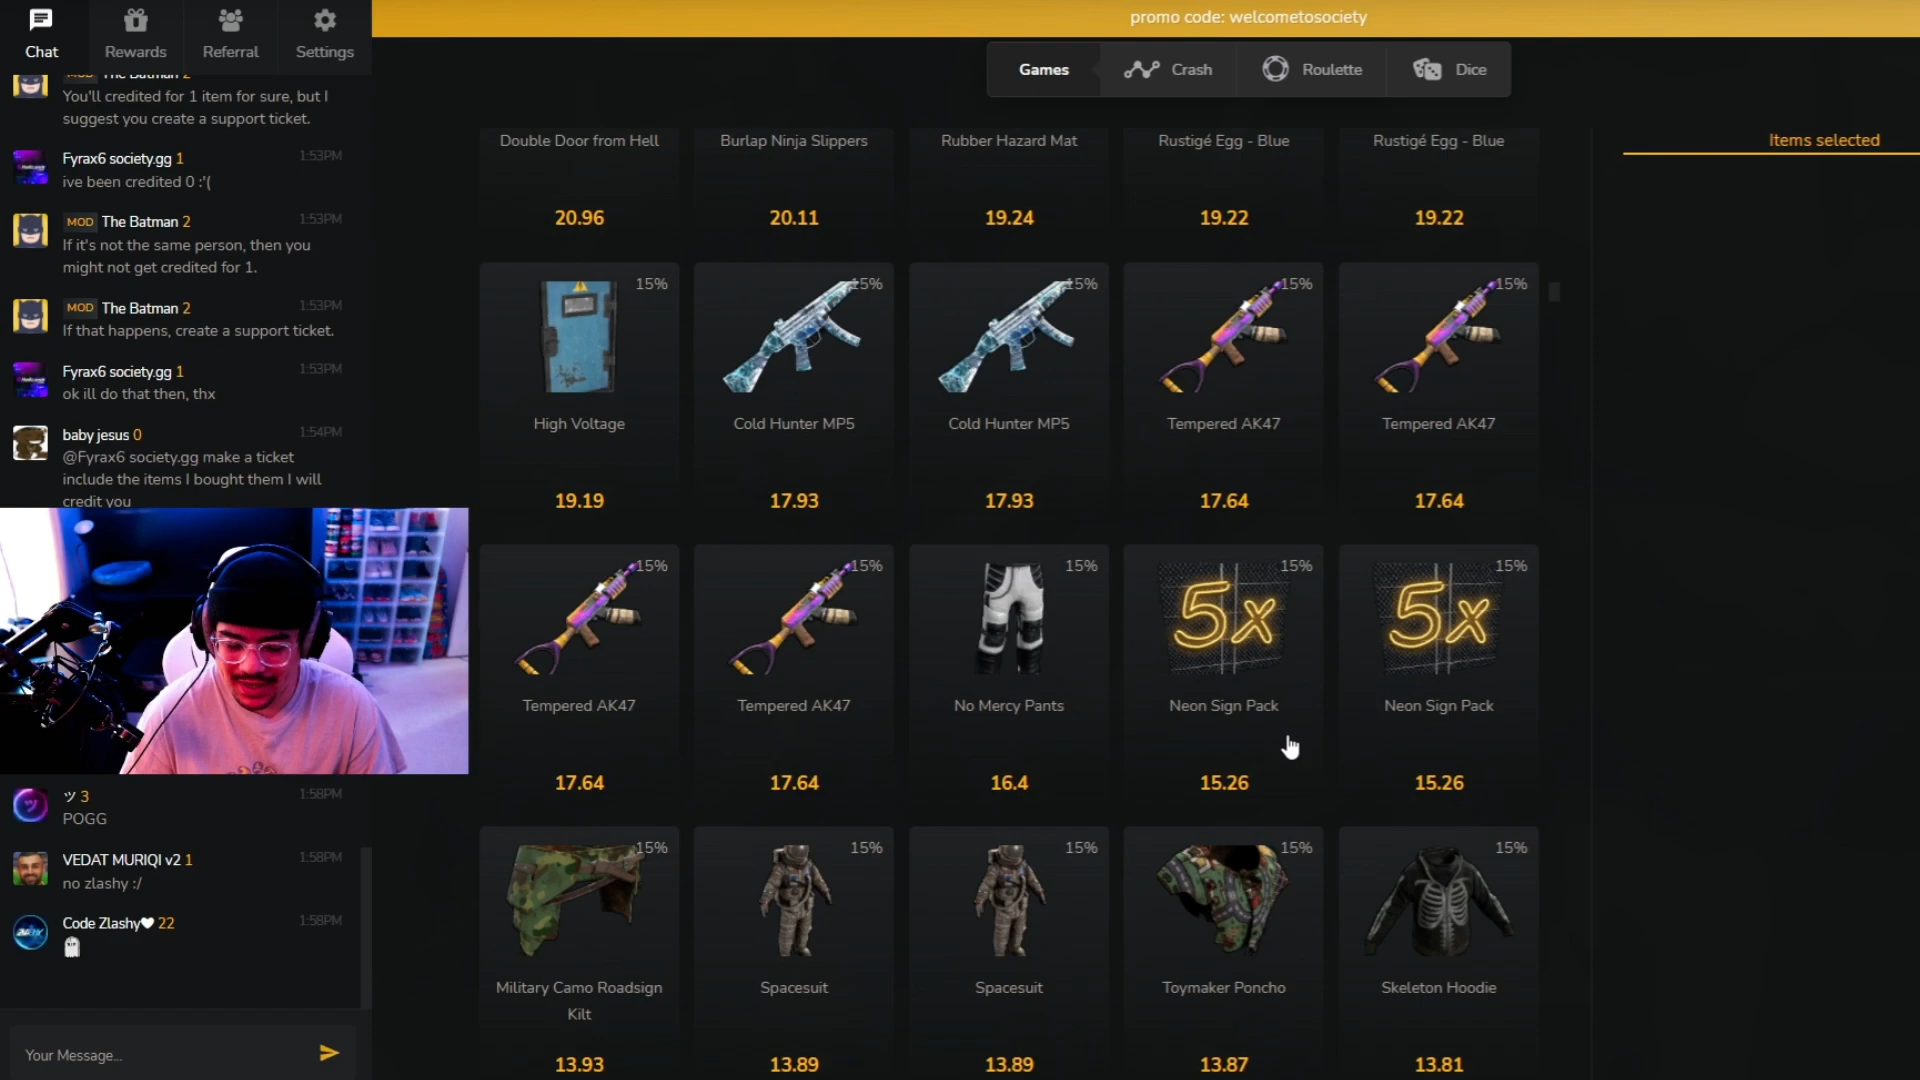 promo code: welcometosociety
Chat
Rewards
Referral
Settings
Games
Crash
Roulette
Dice
The Batman 2
You'll credited for 1 item for sure, but I
suggest you create a support ticket.
Fyrax6 society.gg 1 1:53PM
ive been credited 0 :'(
MOD The Batman 2 1:53PM
If it's not the same person, then you
might not get credited for 1.
MOD The Batman 2 1:53PM
If that happens, create a support ticket.
Fyrax6 society.gg 1 1:53PM
ok ill do that then, thx
baby jesus 0 1:54PM
@Fyrax6 society.gg make a ticket
include the items I bought them I will
credit you
ツ 3 1:58PM
POGG
VEDAT MURIQI v2 1 1:58PM
no zlashy :/
Code Zlashy♥ 22 1:58PM
Your Message...
Double Door from Hell
20.96
Burlap Ninja Slippers
20.11
Rubber Hazard Mat
19.24
Rustigé Egg - Blue
19.22
Rustigé Egg - Blue
19.22
15%
High Voltage
19.19
15%
Cold Hunter MP5
17.93
15%
Cold Hunter MP5
17.93
15%
Tempered AK47
17.64
15%
Tempered AK47
17.64
15%
Tempered AK47
17.64
15%
Tempered AK47
17.64
15%
No Mercy Pants
16.4
15%
5x
Neon Sign Pack
15.26
15%
5x
Neon Sign Pack
15.26
15%
Military Camo Roadsign
Kilt
13.93
15%
Spacesuit
13.89
15%
Spacesuit
13.89
15%
Toymaker Poncho
13.87
15%
Skeleton Hoodie
13.81
Items selected